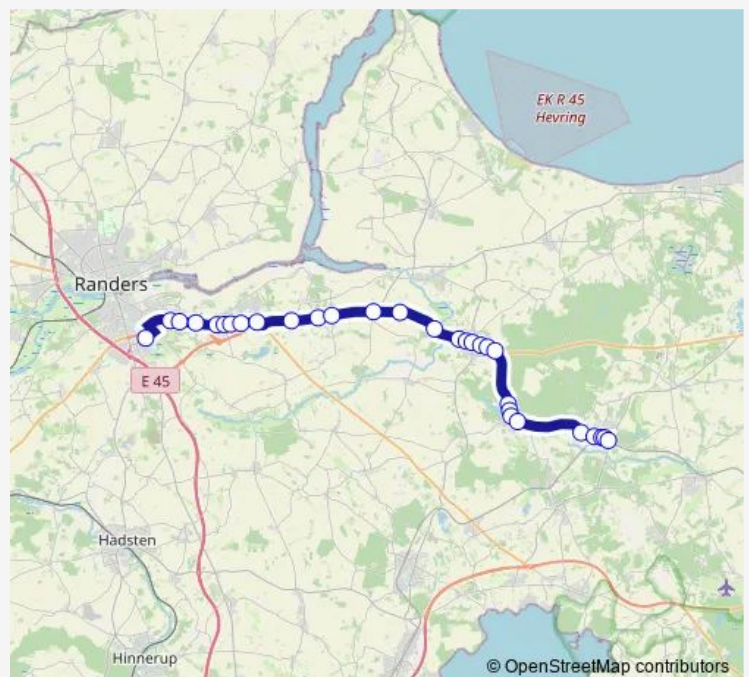 EK R 45
Hevring
Randers
E 45
Hadsten
Hinnerup
© OpenStreetMap contributors